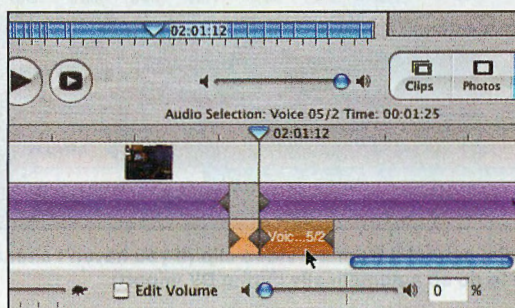 02:01:12
Clips Photos
Audio Selection: Voice 05/2 Time: 00:01:25
02:01:12
Voic...5/2
Edit Volume 0 %